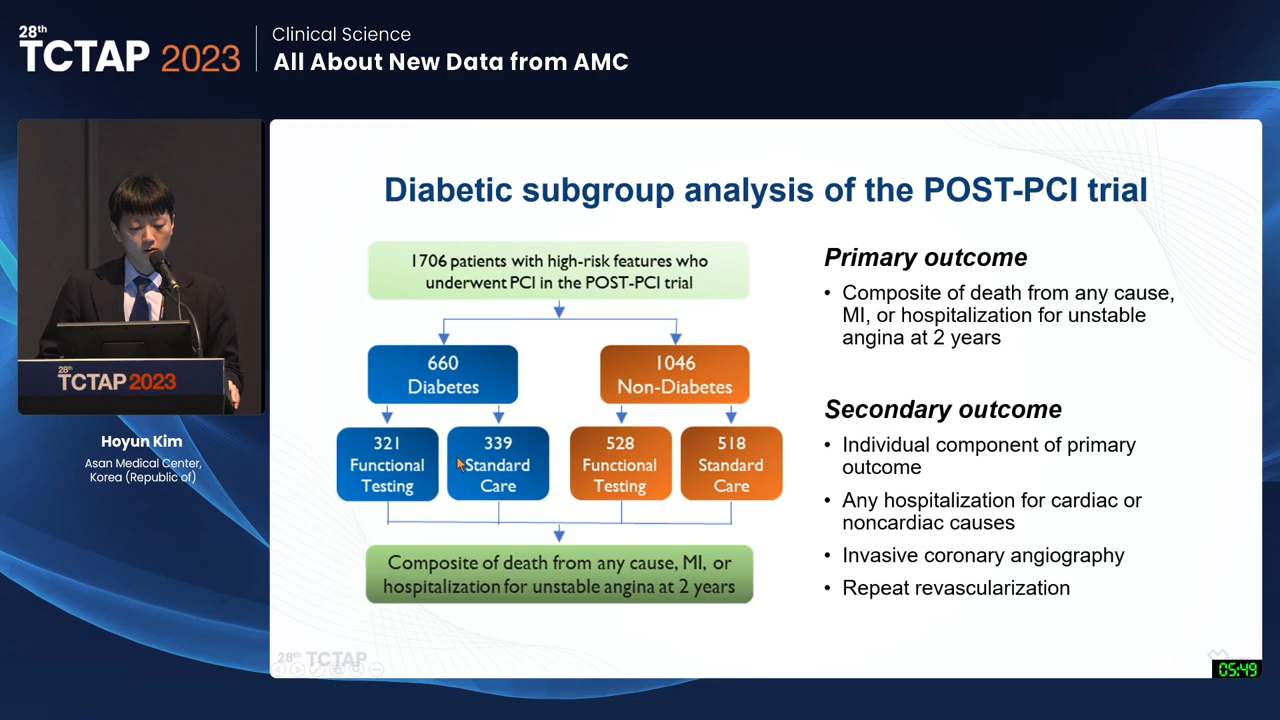 28th
TCTAP 2023
Clinical Science
All About New Data from AMC
28th
TCTAP 2023
Hoyun Kim
Asan Medical Center,
Korea (Republic of)
Diabetic subgroup analysis of the POST-PCI trial
1706 patients with high-risk features who
underwent PCI in the POST-PCI trial
660
Diabetes
1046
Non-Diabetes
321
Functional
Testing
339
Standard
Care
528
Functional
Testing
518
Standard
Care
Composite of death from any cause, MI, or
hospitalization for unstable angina at 2 years
Primary outcome
• Composite of death from any cause,
MI, or hospitalization for unstable
angina at 2 years
Secondary outcome
• Individual component of primary
outcome
• Any hospitalization for cardiac or
noncardiac causes
• Invasive coronary angiography
• Repeat revascularization
28th TCTAP
05:49